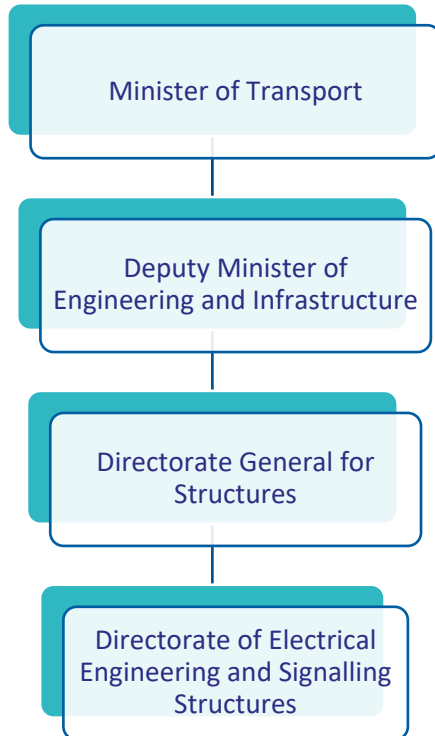 Minister of Transport
Deputy Minister of
Engineering and Infrastructure
Directorate General for
Structures
Directorate of Electrical
Engineering and Signalling
Structures